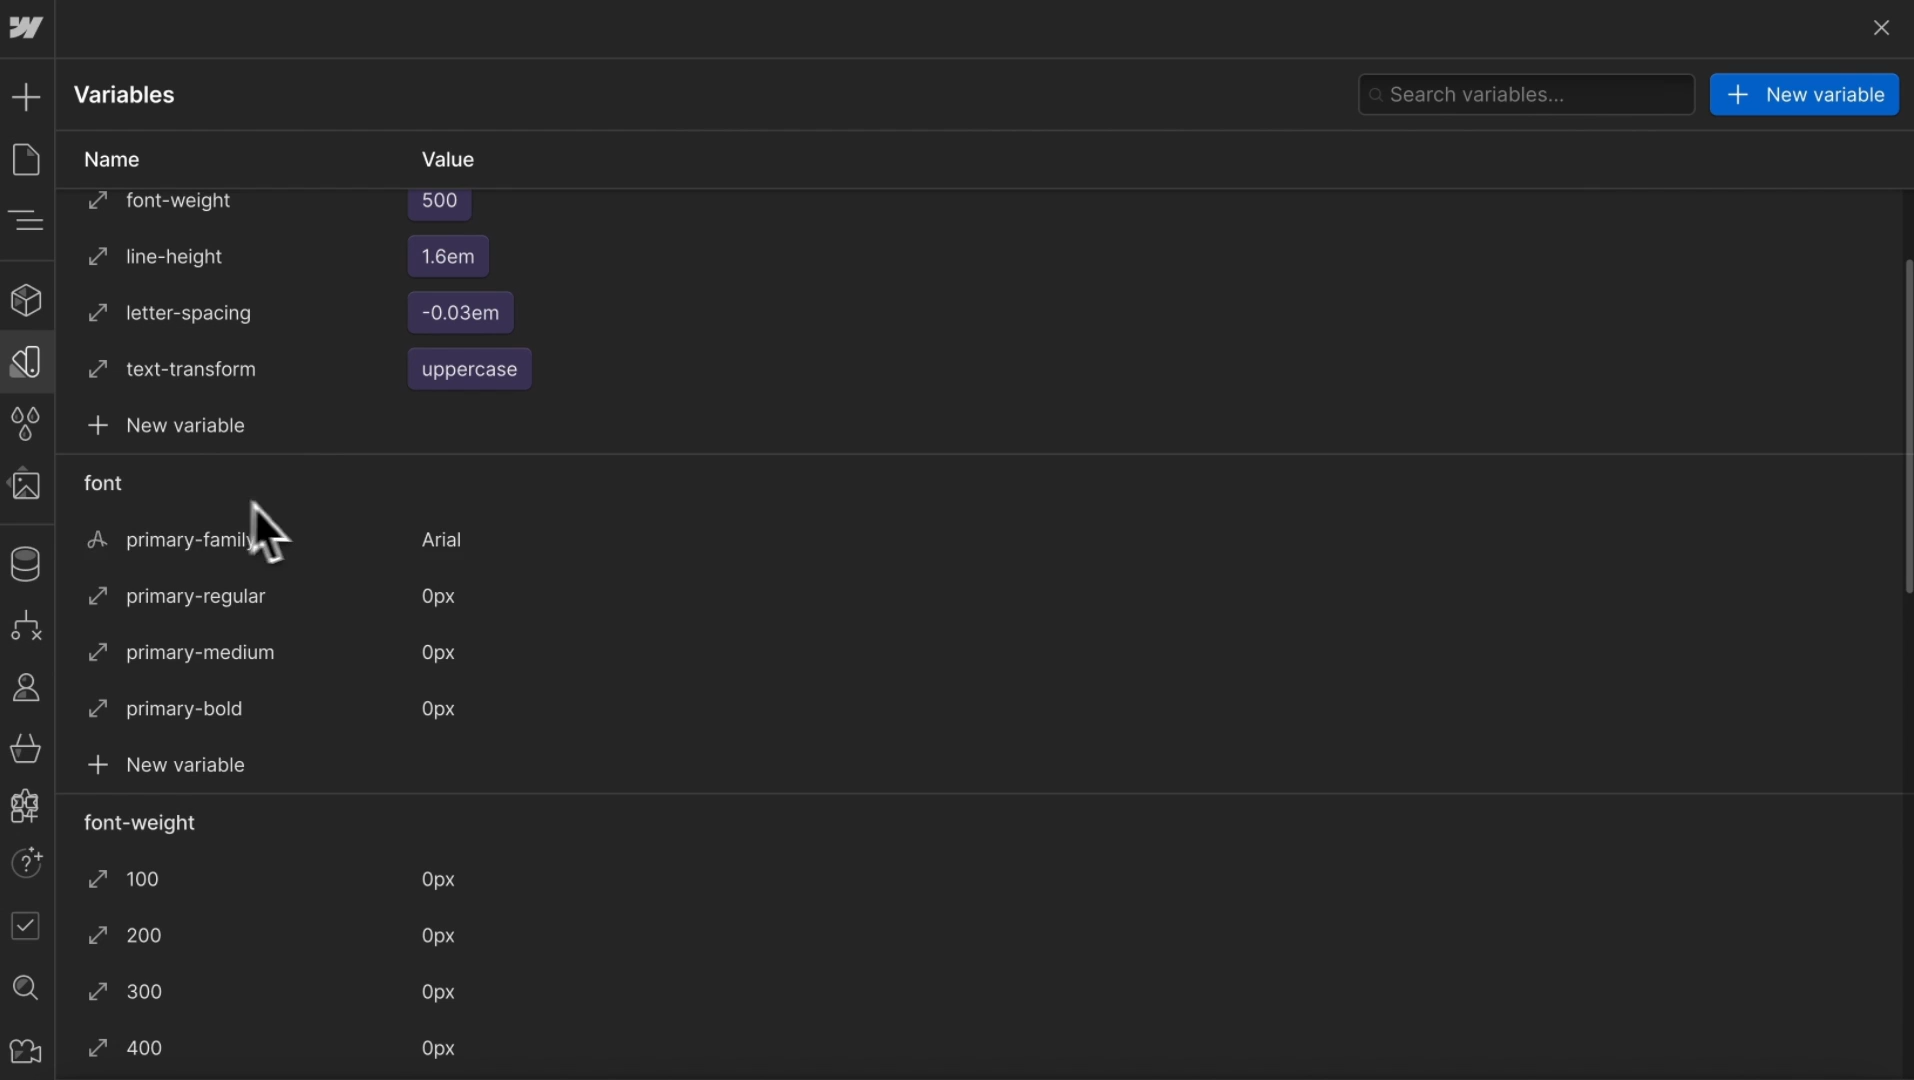 Variables
Search variables...
New variable
Name Value
font-weight 500
line-height 1.6em
letter-spacing -0.03em
text-transform uppercase
New variable
font
primary-family Arial
primary-regular 0px
primary-medium 0px
primary-bold 0px
New variable
font-weight
100 0px
200 0px
300 0px
400 0px